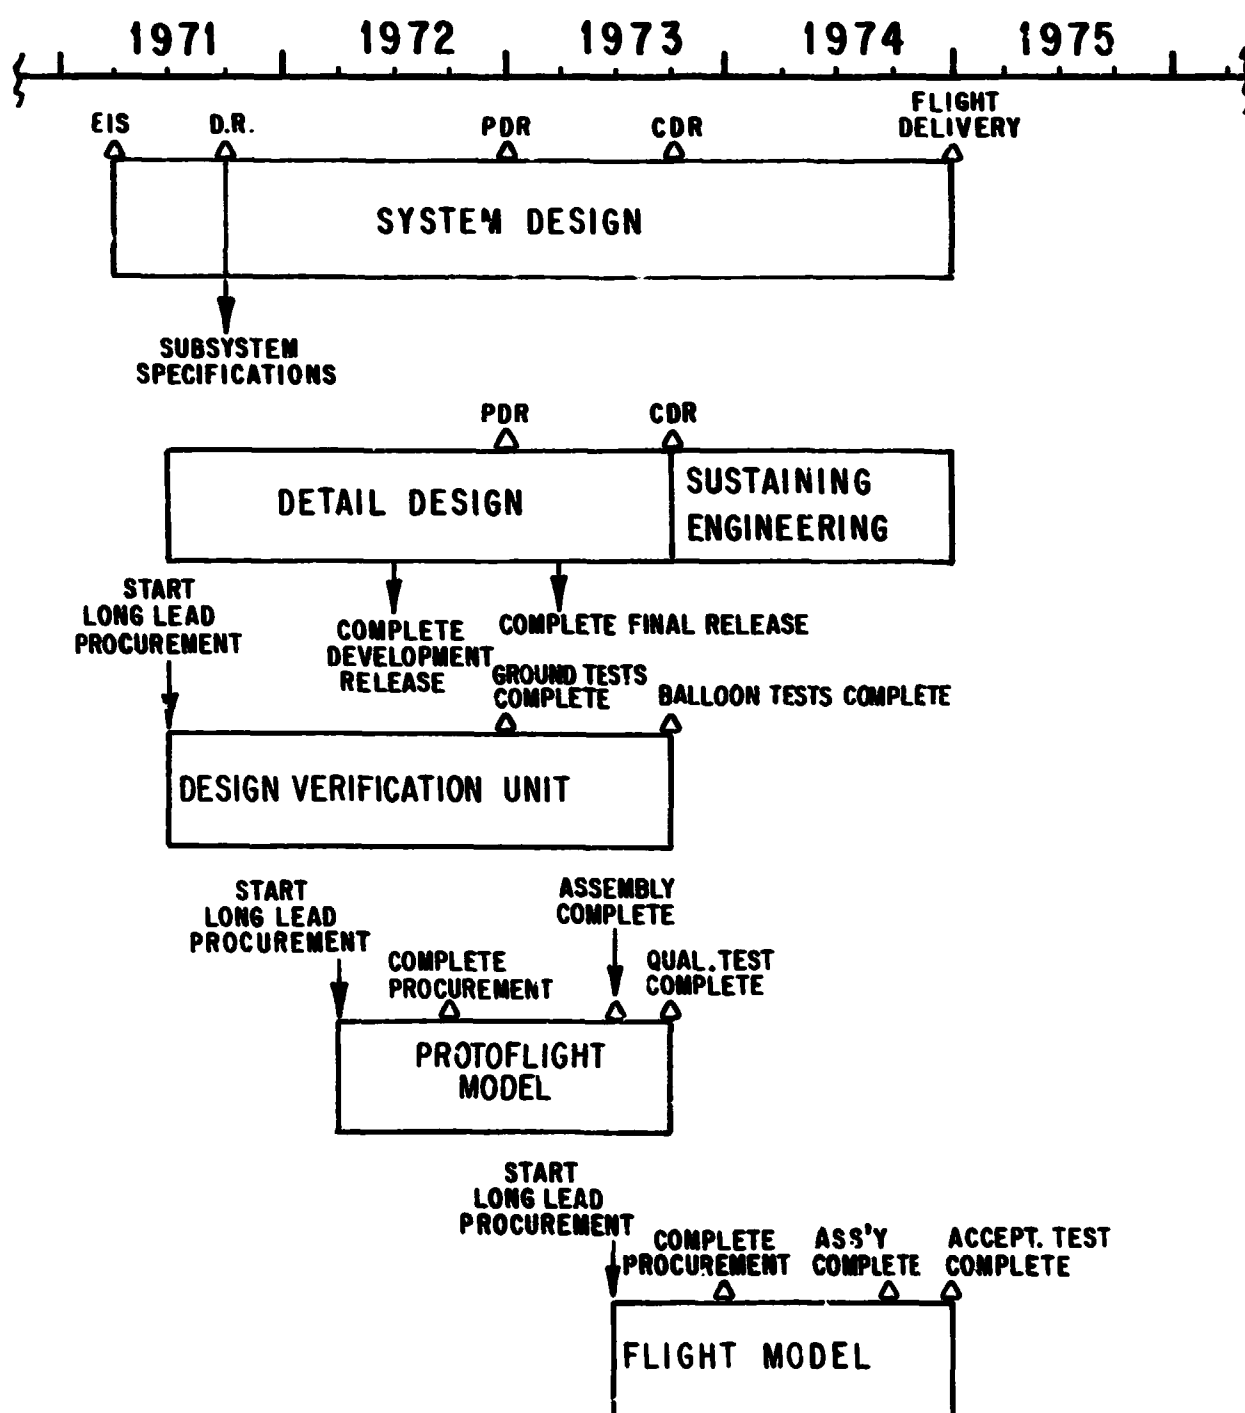 1971 1972 1973 1974 1975
FLIGHT
EIS D.R. PDR CDR DELIVERY
SYSTEM DESIGN
SUBSYSTEM
SPECIFICATIONS
PDR CDR
DETAIL DESIGN
SUSTAINING
ENGINEERING
START
LONG LEAD
PROCUREMENT
COMPLETE
DEVELOPMENT
RELEASE
COMPLETE FINAL RELEASE
GROUND TESTS
COMPLETE
BALLOON TESTS COMPLETE
DESIGN VERIFICATION UNIT
START
LONG LEAD
PROCUREMENT
COMPLETE
PROCUREMENT
ASSEMBLY
COMPLETE
QUAL. TEST
COMPLETE
PROTOFLIGHT
MODEL
START
LONG LEAD
PROCUREMENT
COMPLETE
PROCUREMENT
ASS'Y
COMPLETE
ACCEPT. TEST
COMPLETE
FLIGHT MODEL